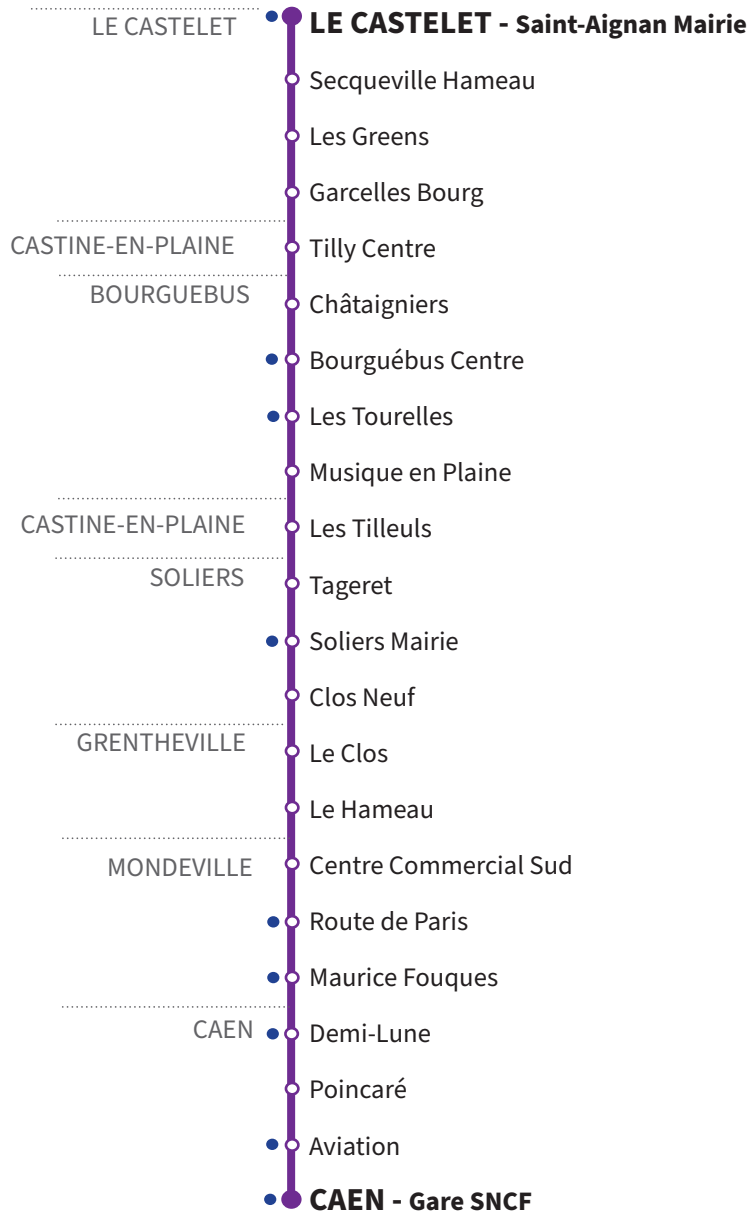 LE CASTELET
LE CASTELET - Saint-Aignan Mairie
Secqueville Hameau
Les Greens
Garcelles Bourg
CASTINE-EN-PLAINE
Tilly Centre
BOURGUEBUS
Châtaigniers
Bourguébus Centre
Les Tourelles
Musique en Plaine
CASTINE-EN-PLAINE
Les Tilleuls
SOLIERS
Tageret
Soliers Mairie
Clos Neuf
GRENTHEVILLE
Le Clos
Le Hameau
MONDEVILLE
Centre Commercial Sud
Route de Paris
Maurice Fouques
CAEN
Demi-Lune
Poincaré
Aviation
CAEN - Gare SNCF